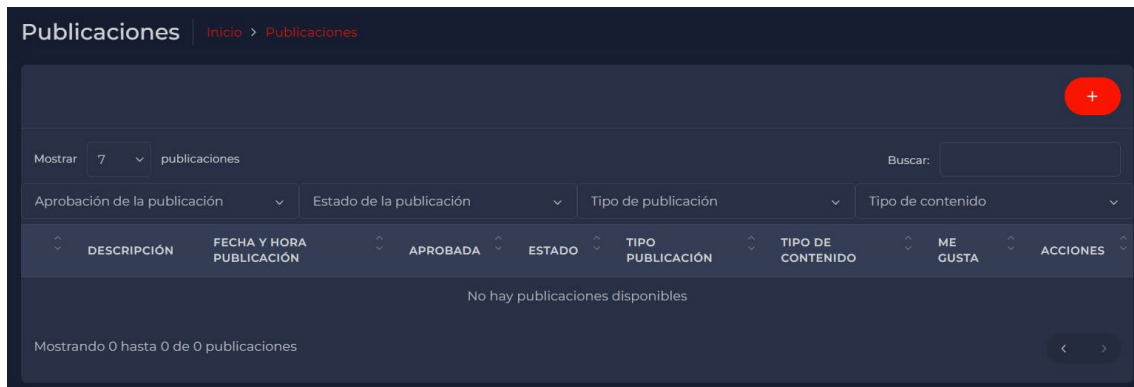 Publicaciones Inicio > Publicaciones
+
Mostrar 7 publicaciones Buscar:
Aprobación de la publicación Estado de la publicación Tipo de publicación Tipo de contenido
DESCRIPCIÓN FECHA Y HORA PUBLICACIÓN APROBADA ESTADO TIPO PUBLICACIÓN TIPO DE CONTENIDO ME GUSTA ACCIONES
No hay publicaciones disponibles
Mostrando 0 hasta 0 de 0 publicaciones